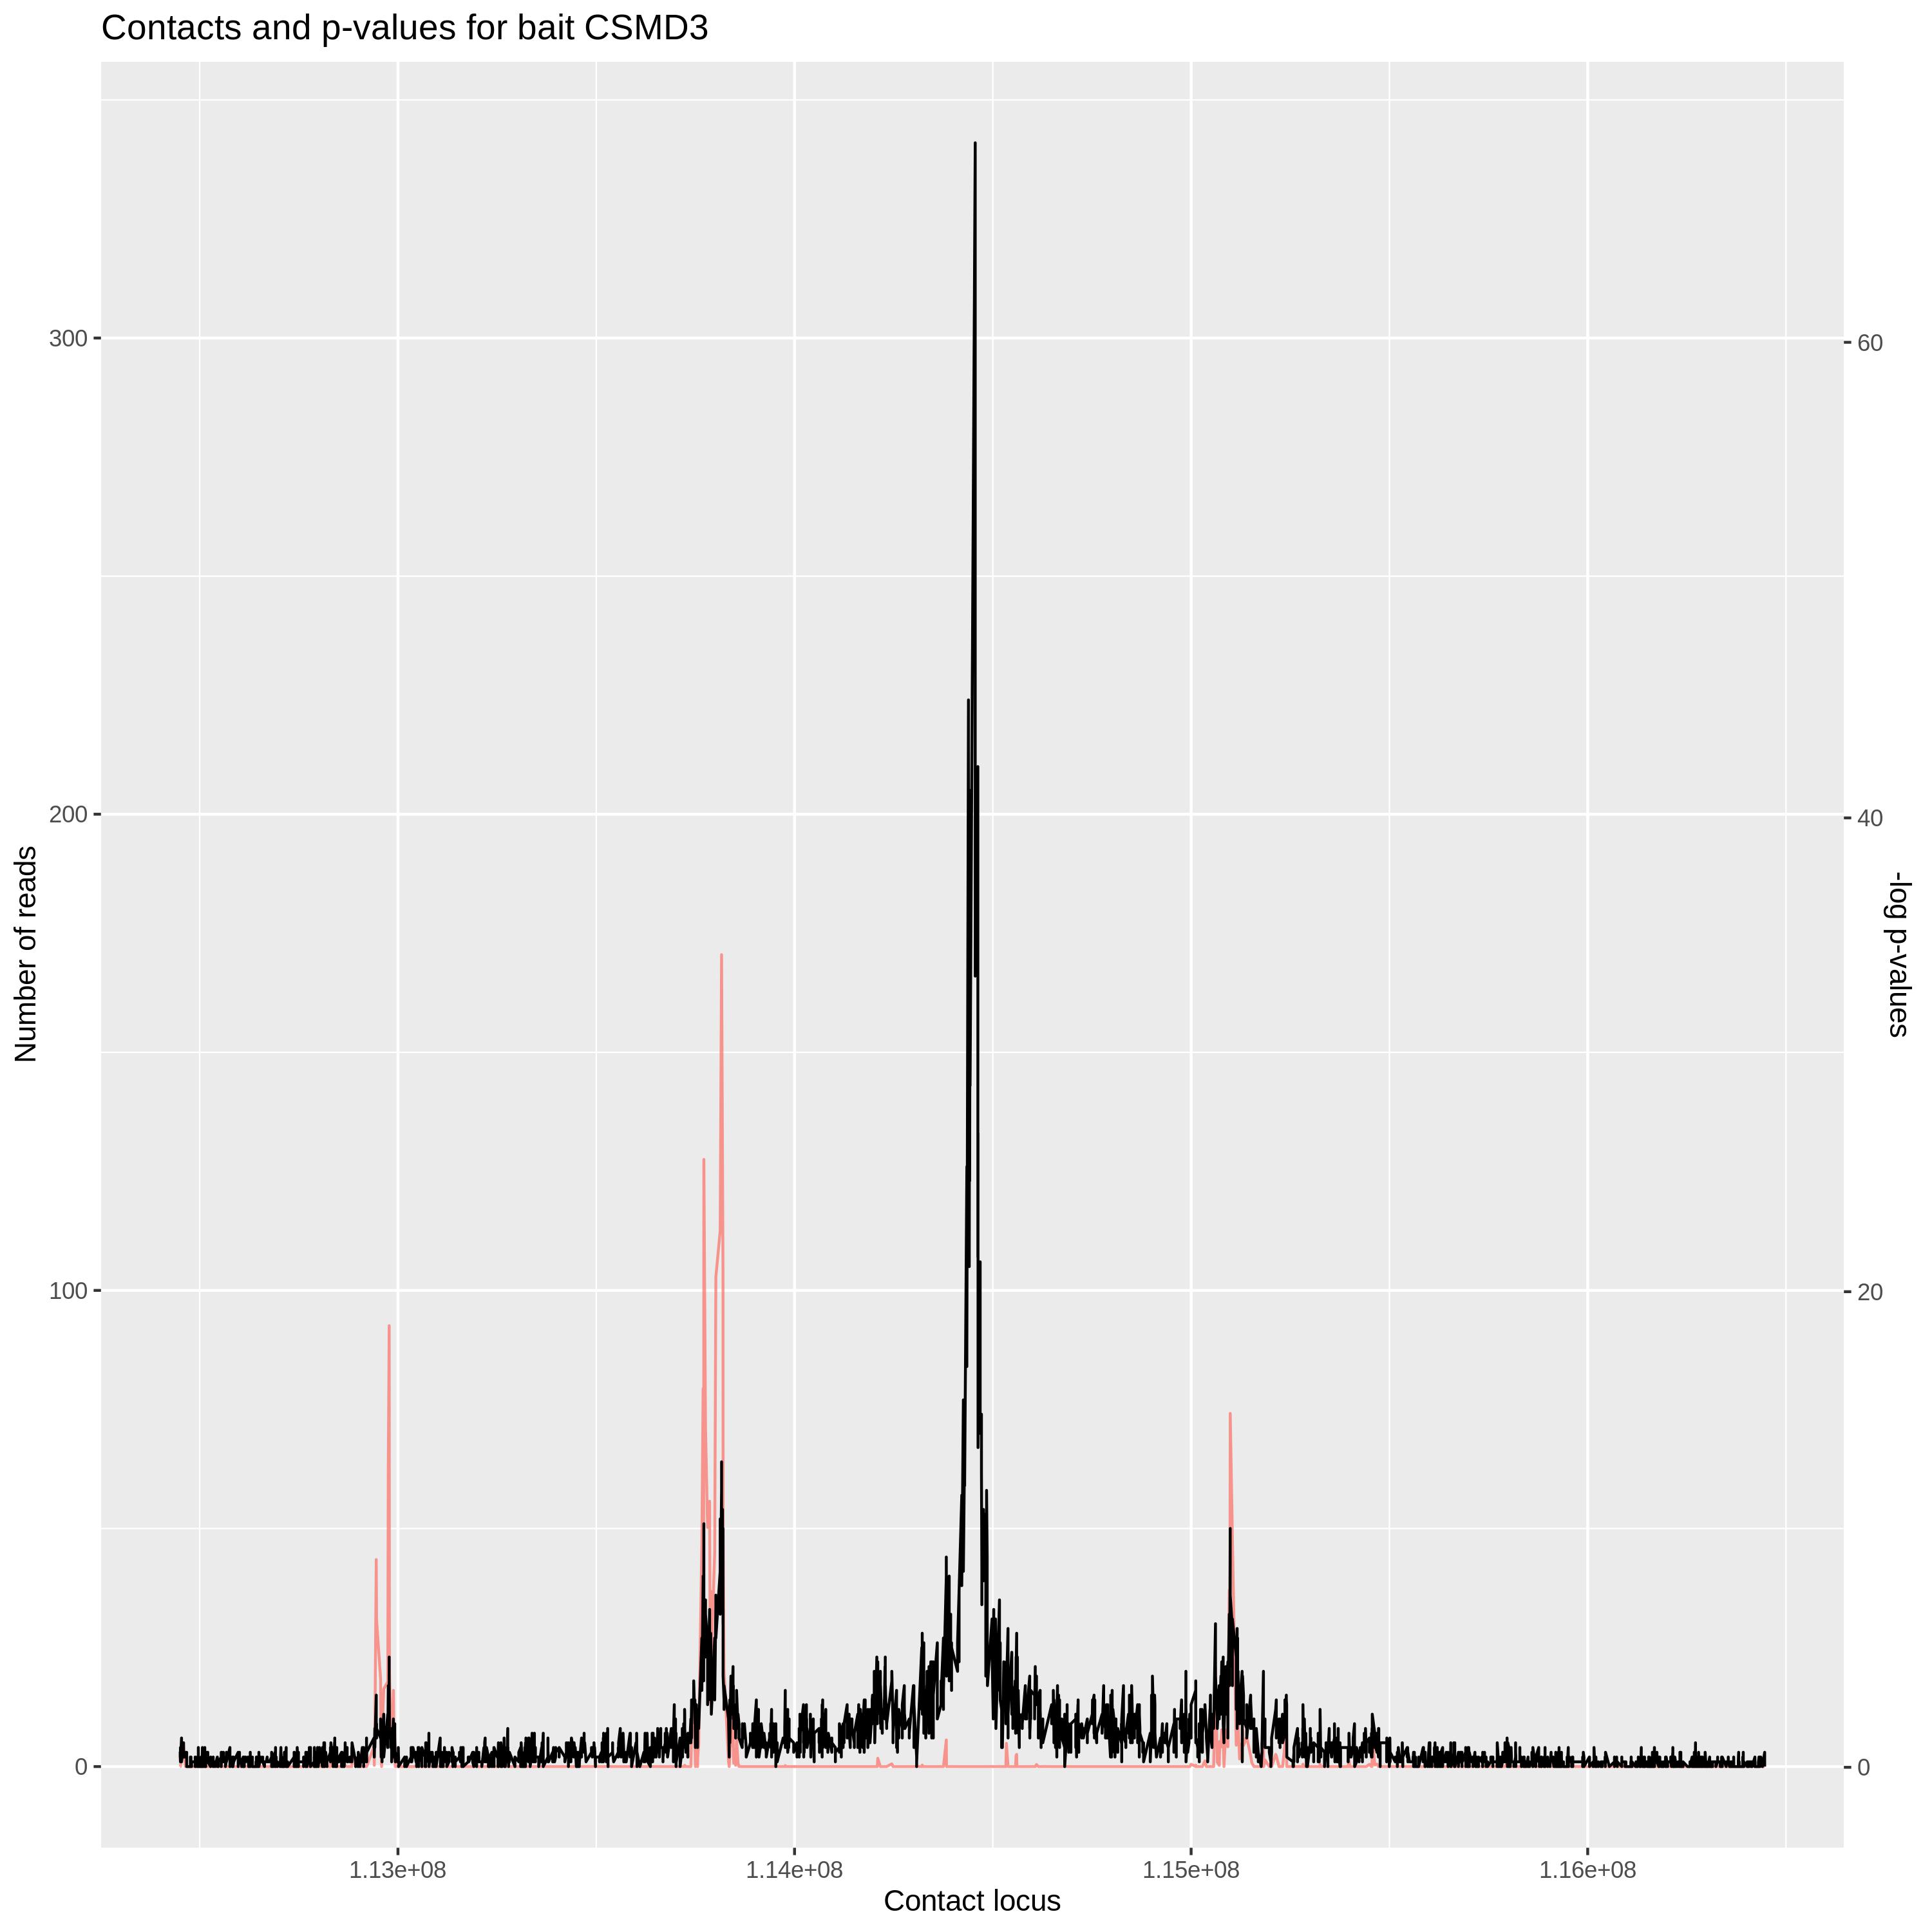 Contacts and p-values for bait CSMD3
Number of reads
300
200
100
0
60
40
20
0
-log p-values
1.13e+08
1.14e+08
1.15e+08
1.16e+08
Contact locus